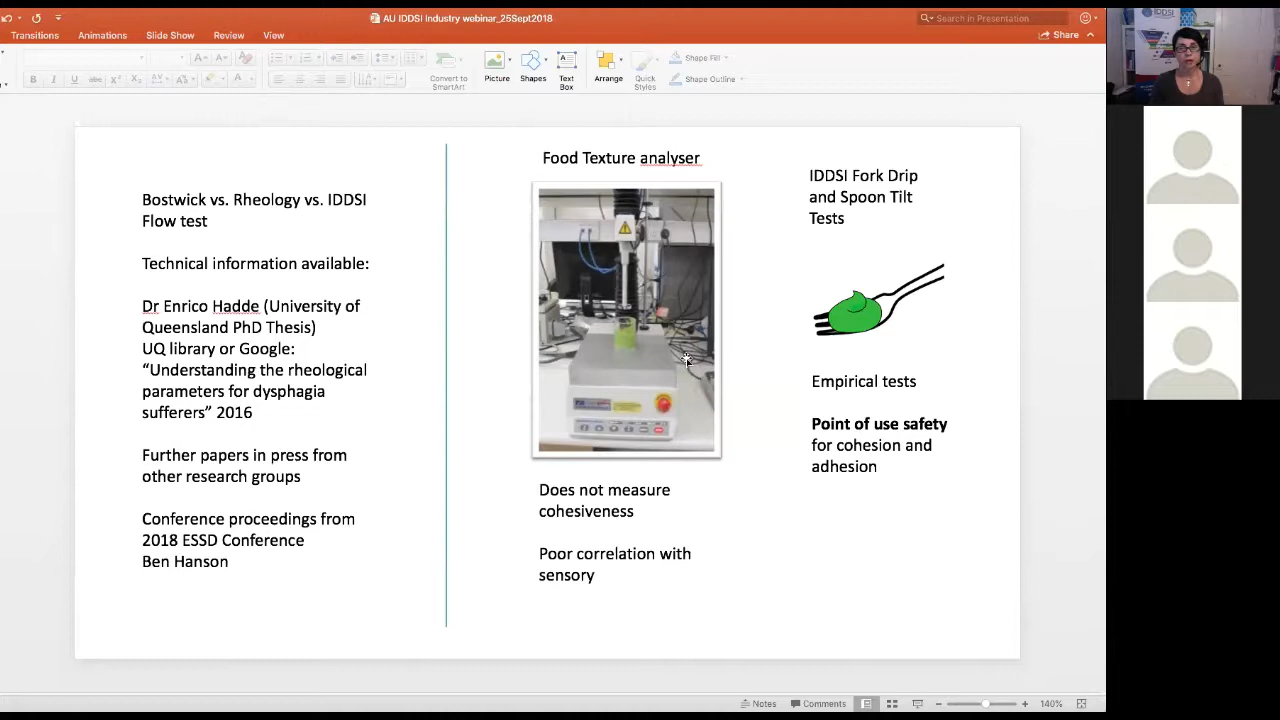 AU IDDSI Industry webinar_25Sept2018
Search in Presentation
Transitions
Animations
Slide Show
Review
View
Share
Convert to
SmartArt
Picture
Shapes
Text
Box
Arrange
Quick
Styles
Shape Fill
Shape Outline
Bostwick vs. Rheology vs. IDDSI
Flow test
Technical information available:
Dr Enrico Hadde (University of
Queensland PhD Thesis)
UQ library or Google:
“Understanding the rheological
parameters for dysphagia
sufferers” 2016
Further papers in press from
other research groups
Conference proceedings from
2018 ESSD Conference
Ben Hanson
Food Texture analyser
Does not measure
cohesiveness
Poor correlation with
sensory
IDDSI Fork Drip
and Spoon Tilt
Tests
Empirical tests
Point of use safety
for cohesion and
adhesion
IDDSI
Notes
Comments
140%